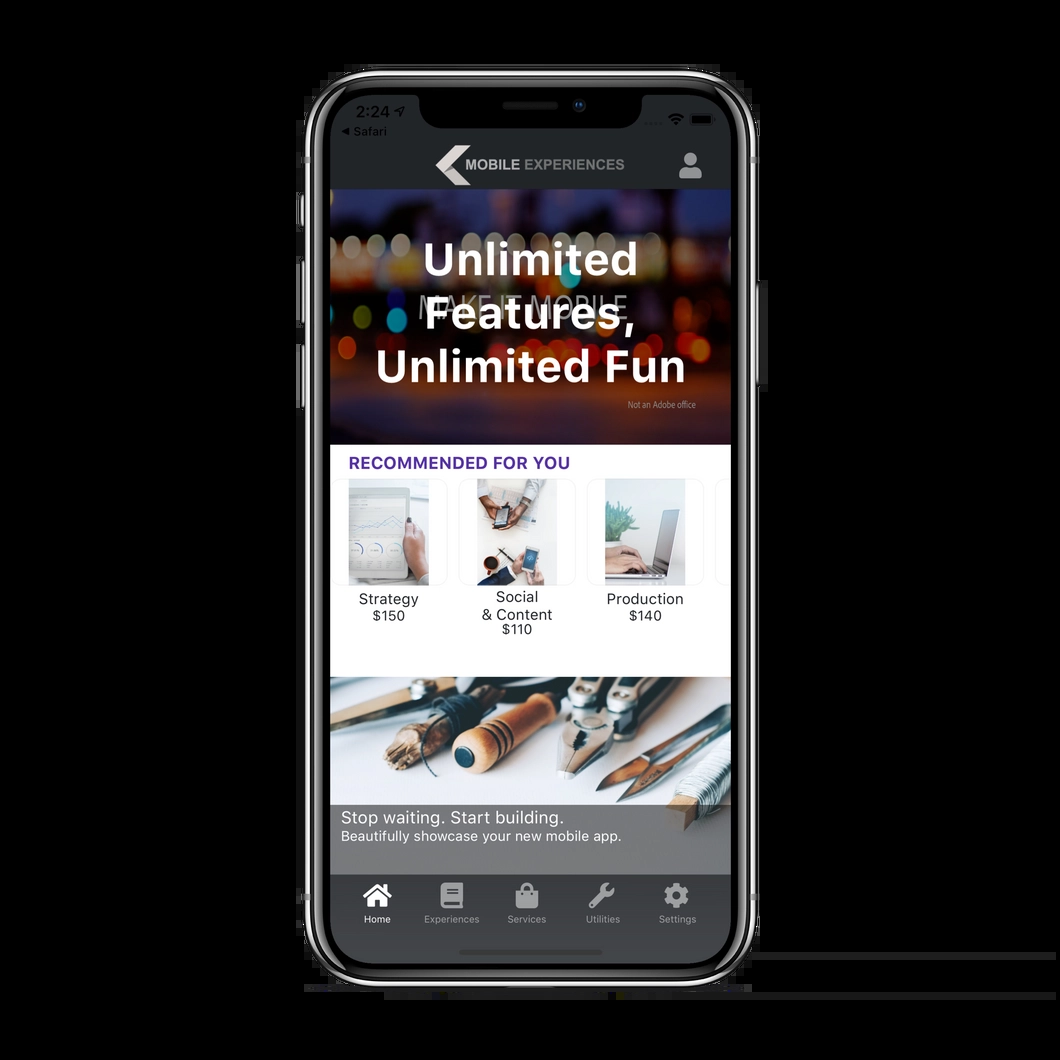 2:24
Safari
MOBILE EXPERIENCES
Unlimited
MAKE IT MOBILE
Features,
Unlimited Fun
Not an Adobe office
RECOMMENDED FOR YOU
Strategy
$150
Social
& Content
$110
Production
$140
Stop waiting. Start building.
Beautifully showcase your new mobile app.
Home Experiences Services Utilities Settings